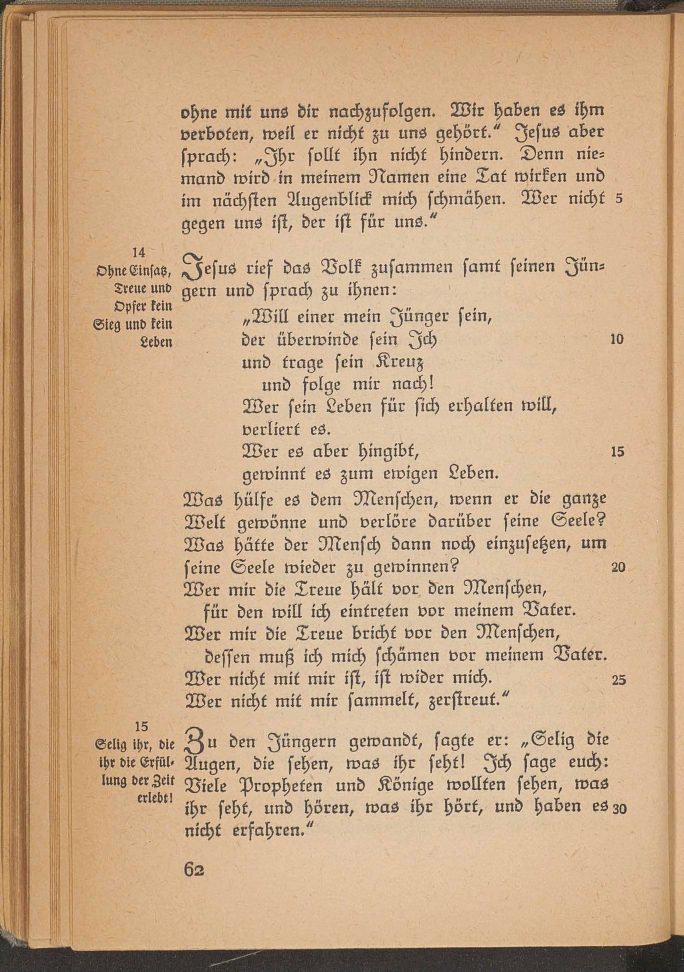 ohne mit uns dir nachzufolgen. Wir haben es ihm
verboten, weil er nicht zu uns gehört.“ Jesus aber
sprach: „Ihr sollt ihn nicht hindern. Denn nie=
mand wird in meinem Namen eine Tat wirken und
im nächsten Augenblick mich schmähen. Wer nicht 5
gegen uns ist, der ist für uns.“
14
Ohne Einsatz,
Treue und
Opfer kein
Sieg und kein
Leben
Jesus rief das Volk zusammen samt seinen Jün=
gern und sprach zu ihnen:
„Will einer mein Jünger sein,
der überwinde sein Ich 10
und trage sein Kreuz
und folge mir nach!
Wer sein Leben für sich erhalten will,
verliert es.
Wer es aber hingibt, 15
gewinnt es zum ewigen Leben.
Was hülfe es dem Menschen, wenn er die ganze
Welt gewönne und verlöre darüber seine Seele?
Was hätte der Mensch dann noch einzusetzen, um
seine Seele wieder zu gewinnen? 20
Wer mir die Treue hält vor den Menschen,
für den will ich eintreten vor meinem Vater.
Wer mir die Treue bricht vor den Menschen,
dessen muß ich mich schämen vor meinem Vater.
Wer nicht mit mir ist, ist wider mich. 25
Wer nicht mit mir sammelt, zerstreut.“
15
Selig ihr, die
ihr die Erfül=
lung der Zeit
erlebt!
Zu den Jüngern gewandt, sagte er: „Selig die
Augen, die sehen, was ihr seht! Ich sage euch:
Viele Propheten und Könige wollten sehen, was
ihr seht, und hören, was ihr hört, und haben es 30
nicht erfahren.“
62